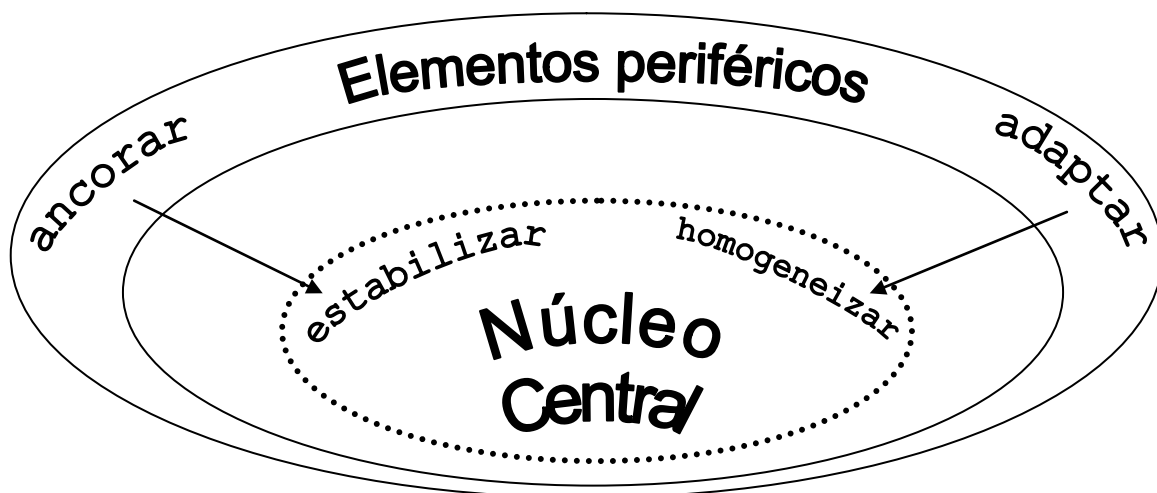 Elementos periféricos
ancorar
adaptar
estabilizar
homogeneizar
Núcleo
Central